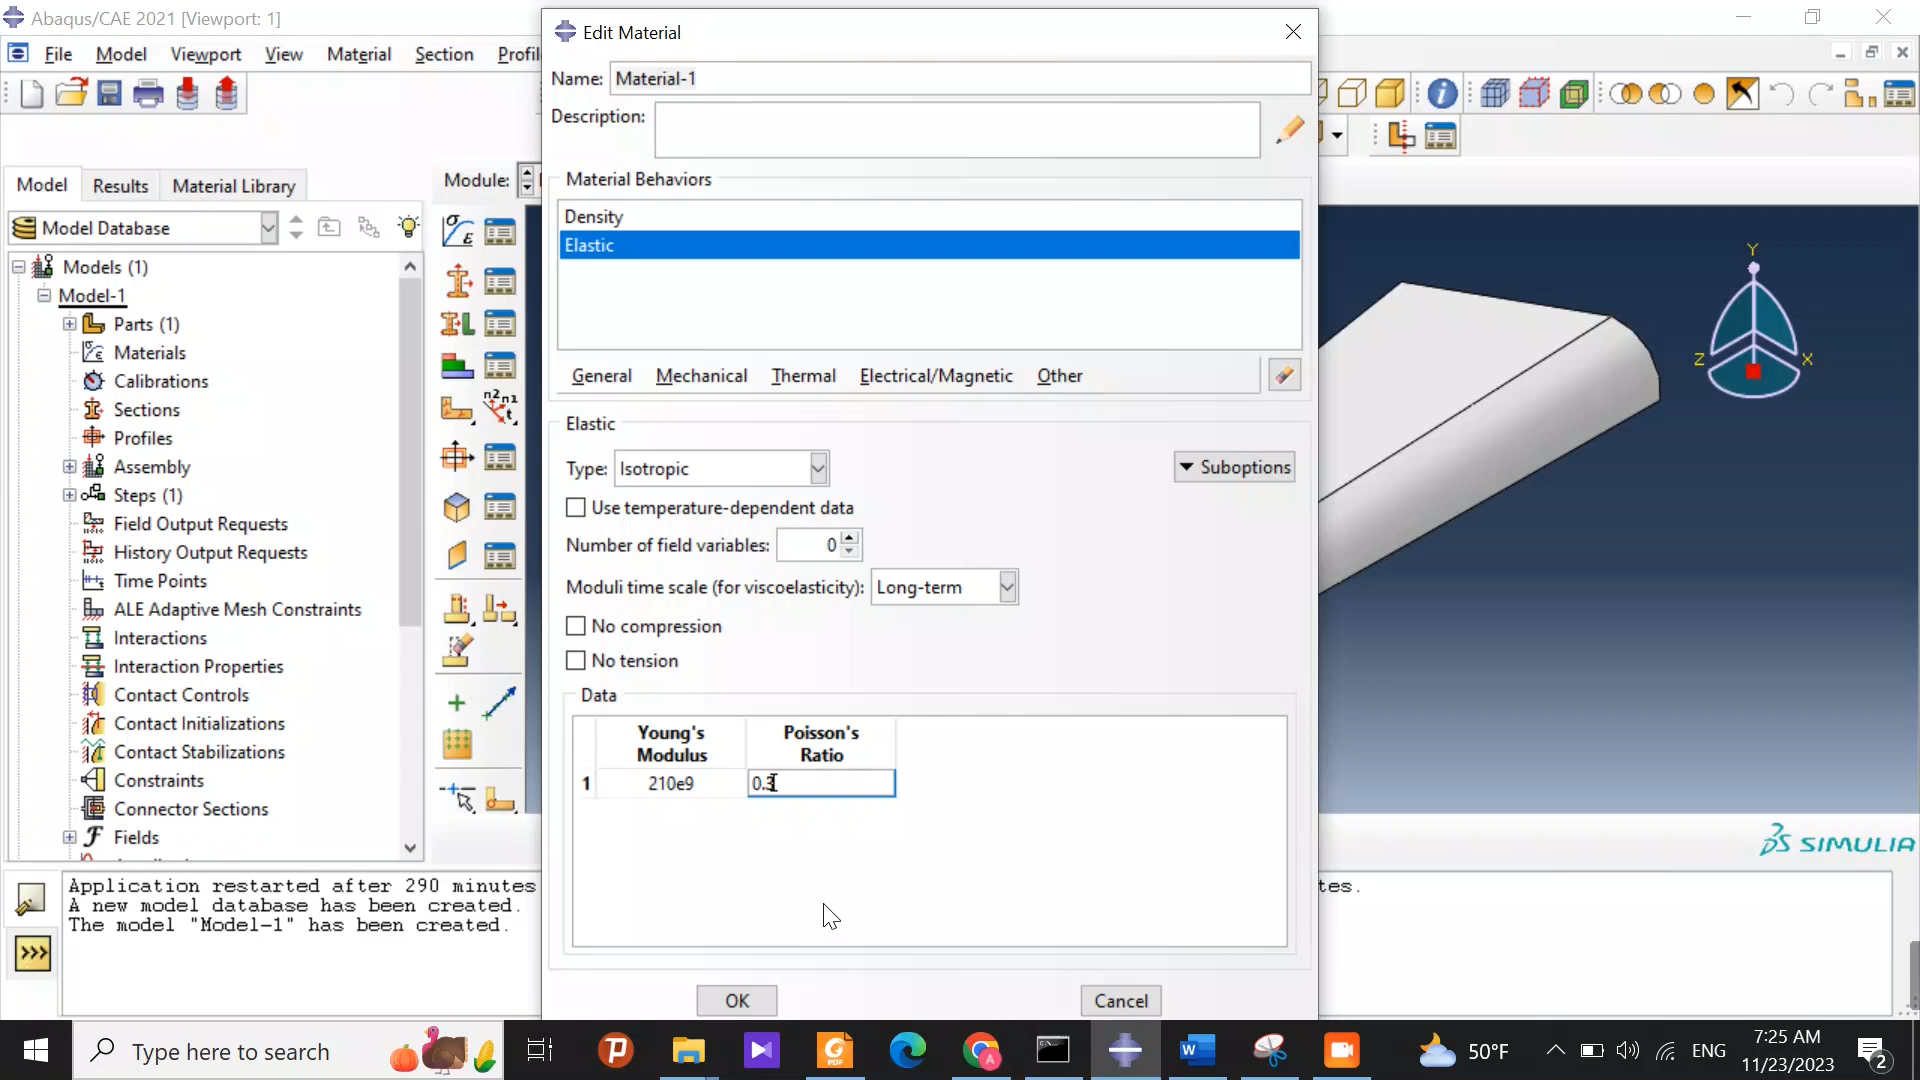 Abaqus/CAE 2021 [Viewport: 1]
File Model Viewport View Material Section
Edit Material
Name: Material-1
Description:
Material Behaviors
Density
Elastic
General Mechanical Thermal Electrical/Magnetic Other
Elastic
Type: Isotropic
Suboptions
Use temperature-dependent data
Number of field variables: 0
Moduli time scale (for viscoelasticity): Long-term
No compression
No tension
Data
Young's Modulus
Poisson's Ratio
1 210e9 0.3
OK Cancel
Model Results Material Library
Module:
Model Database
Models (1)
Model-1
Parts (1)
Materials
Calibrations
Sections
Profiles
Assembly
Steps (1)
Field Output Requests
History Output Requests
Time Points
ALE Adaptive Mesh Constraints
Interactions
Interaction Properties
Contact Controls
Contact Initializations
Contact Stabilizations
Constraints
Connector Sections
Fields
Y
Z X
SIMULIA
Application restarted after 290 minutes
tes.
A new model database has been created.
The model "Model-1" has been created.
Type here to search
50°F
ENG
7:25 AM
11/23/2023
2